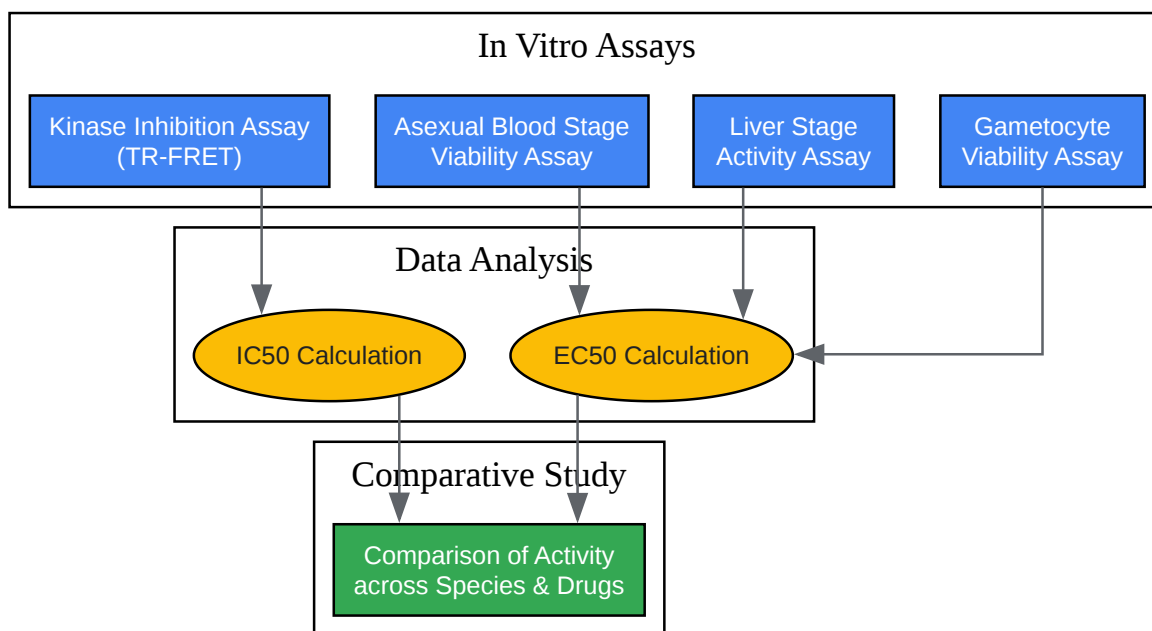 In Vitro Assays
Kinase Inhibition Assay
(TR-FRET)
Asexual Blood Stage
Viability Assay
Liver Stage
Activity Assay
Gametocyte
Viability Assay
Data Analysis
IC50 Calculation
EC50 Calculation
Comparative Study
Comparison of Activity
across Species & Drugs